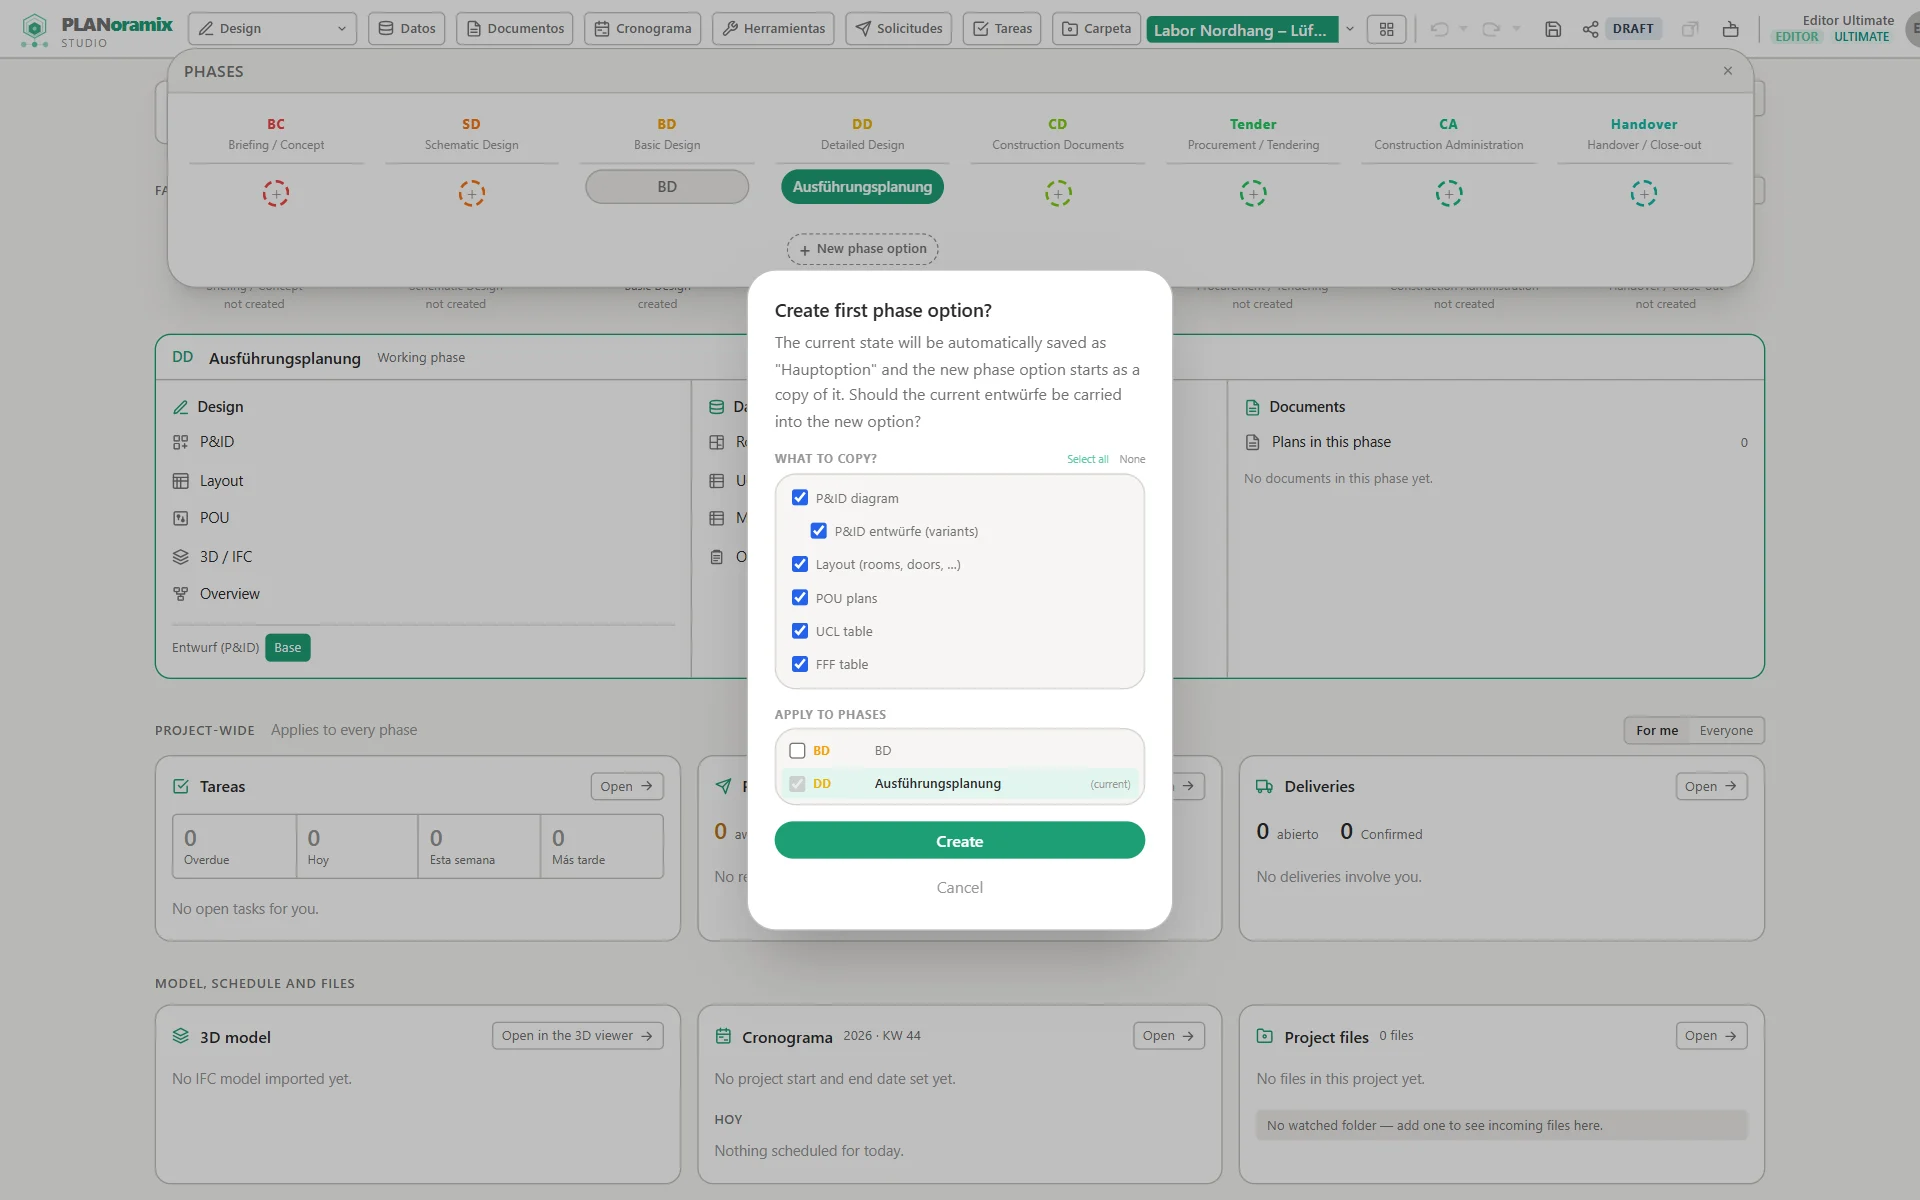 PLANoramix
STUDIO
Design
Datos
Documentos
Cronograma
Herramientas
Solicitudes
Tareas
Carpeta
Labor Nordhang – Lüf...
DRAFT
Editor Ultimate
EDITOR ULTIMATE
PHASES
BC
Briefing / Concept
SD
Schematic Design
BD
Basic Design
DD
Detailed Design
CD
Construction Documents
Tender
Procurement / Tendering
CA
Construction Administration
Handover
Handover / Close-out
BD
Ausführungsplanung
+ New phase option
not created
not created
created
not created
not created
not created
DD Ausführungsplanung Working phase
Design
P&ID
Layout
POU
3D / IFC
Overview
Entwurf (P&ID) Base
Documents
Plans in this phase 0
No documents in this phase yet.
Create first phase option?
The current state will be automatically saved as
"Hauptoption" and the new phase option starts as a
copy of it. Should the current entwürfe be carried
into the new option?
WHAT TO COPY? Select all None
P&ID diagram
P&ID entwürfe (variants)
Layout (rooms, doors, ...)
POU plans
UCL table
FFF table
APPLY TO PHASES
BD BD
DD Ausführungsplanung (current)
Create
Cancel
PROJECT-WIDE Applies to every phase
For me Everyone
Tareas Open
0 Overdue
0 Hoy
0 Esta semana
0 Más tarde
No open tasks for you.
0
Deliveries Open
0 abierto 0 Confirmed
No deliveries involve you.
MODEL, SCHEDULE AND FILES
3D model Open in the 3D viewer
No IFC model imported yet.
Cronograma 2026 · KW 44 Open
No project start and end date set yet.
HOY
Nothing scheduled for today.
Project files 0 files Open
No files in this project yet.
No watched folder — add one to see incoming files here.